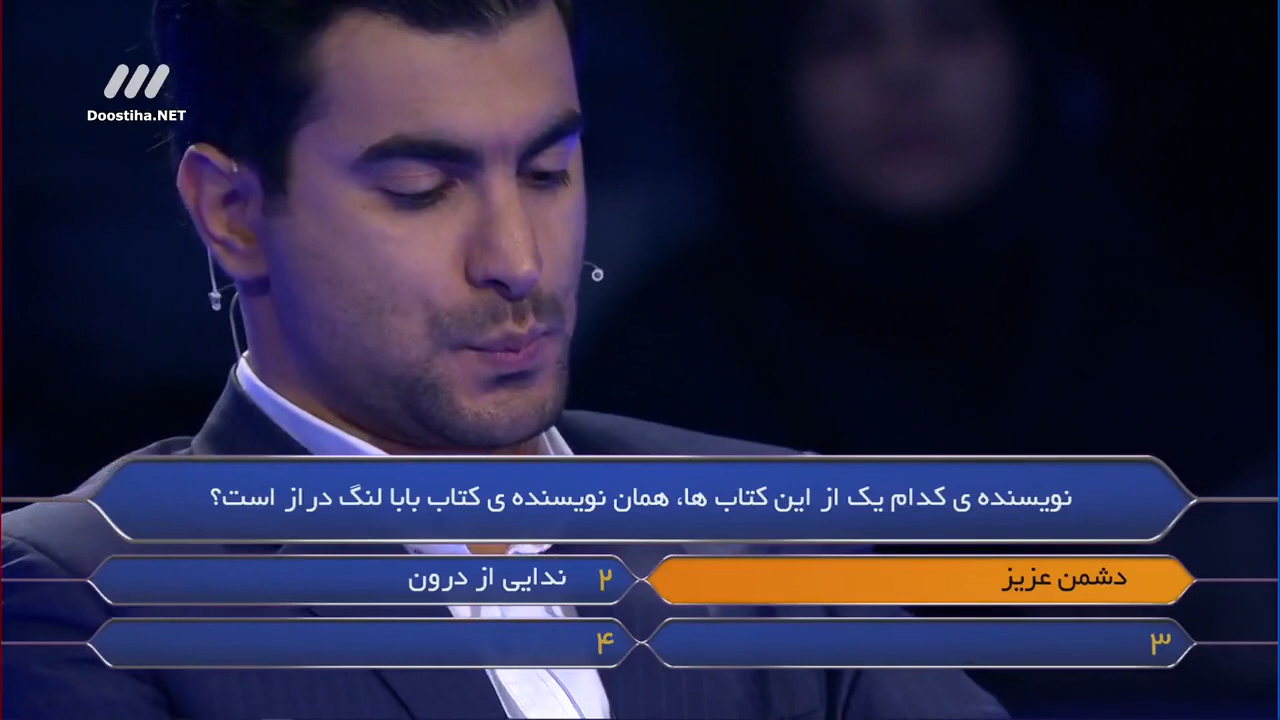 Doostiha.NET
نویسنده ی کدام یک از این کتاب ها، همان نویسنده ی کتاب بابا لنگ دراز است؟
دشمن عزیز
۲ ندایی از درون
۳
۴